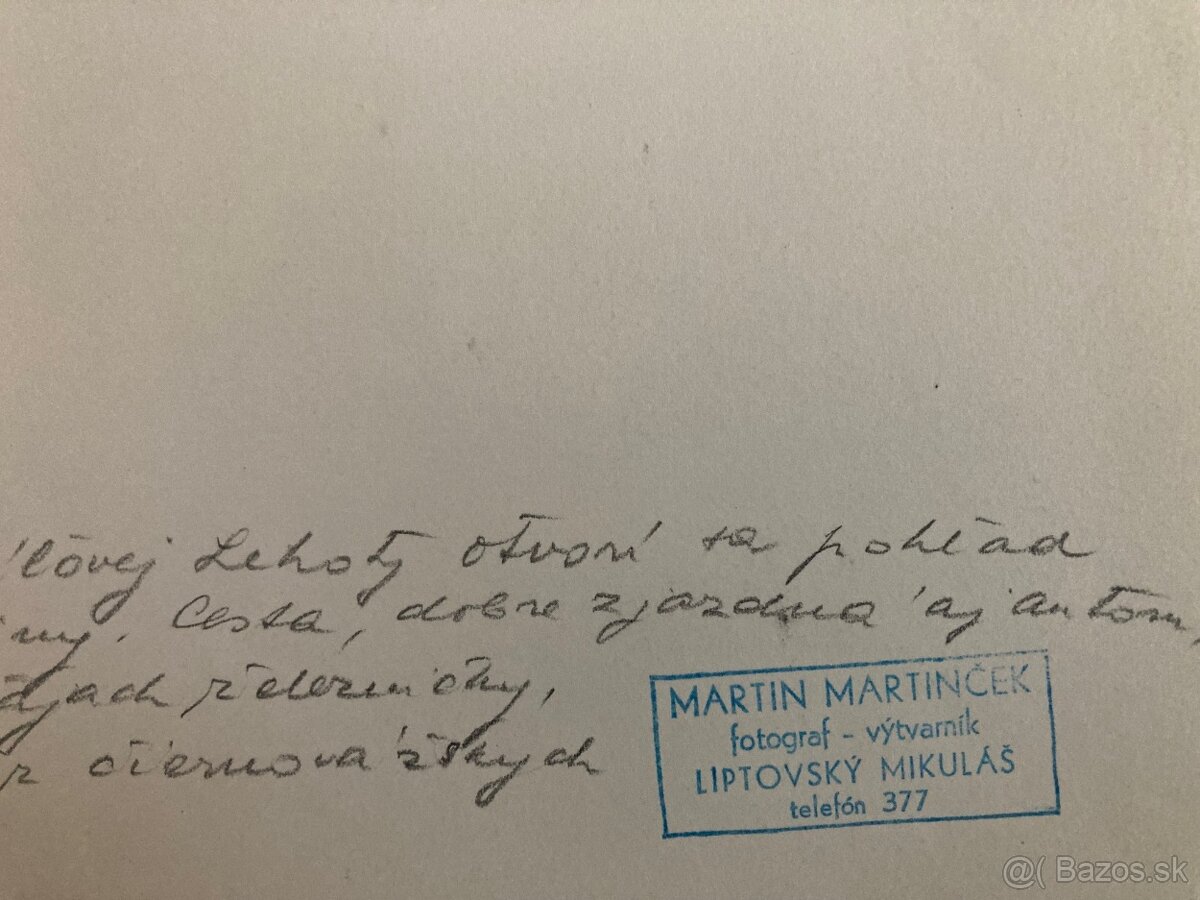 Lehoty otvorí sa pohľad
Cesta, dobre zjazdná aj autom,
z čiernovážskych
MARTIN MARTINČEK
fotograf - výtvarník
LIPTOVSKÝ MIKULÁŠ
telefón 377
@( Bazos.sk